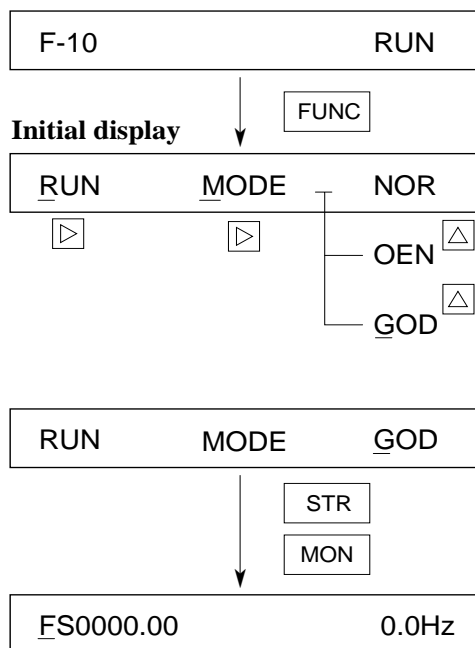 F-10 RUN
FUNC
Initial display
RUN MODE NOR
OEN
GOD
RUN MODE GOD
STR
MON
FS0000.00 0.0Hz